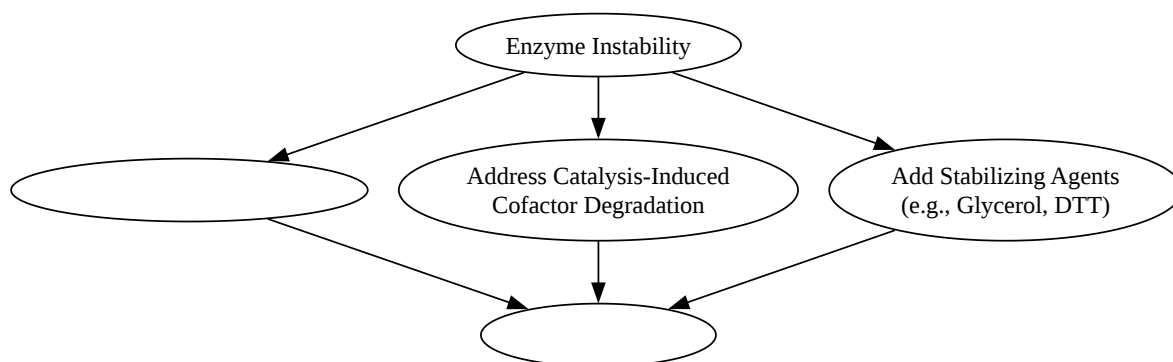 Enzyme Instability
Address Catalysis-Induced
Cofactor Degradation
Add Stabilizing Agents
(e.g., Glycerol, DTT)